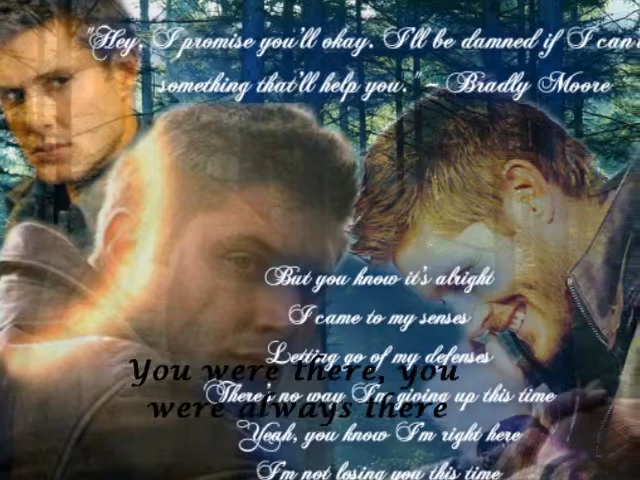 "Hey, I promise you'll okay. I'll be damned if I can't
something that'll help you." ~ Bradly Moore
But you know it's alright
I came to my senses
Letting go of my defenses
You were there, you
There's no way I'm giving up this time
were always there
Yeah, you know I'm right here
I'm not losing you this time